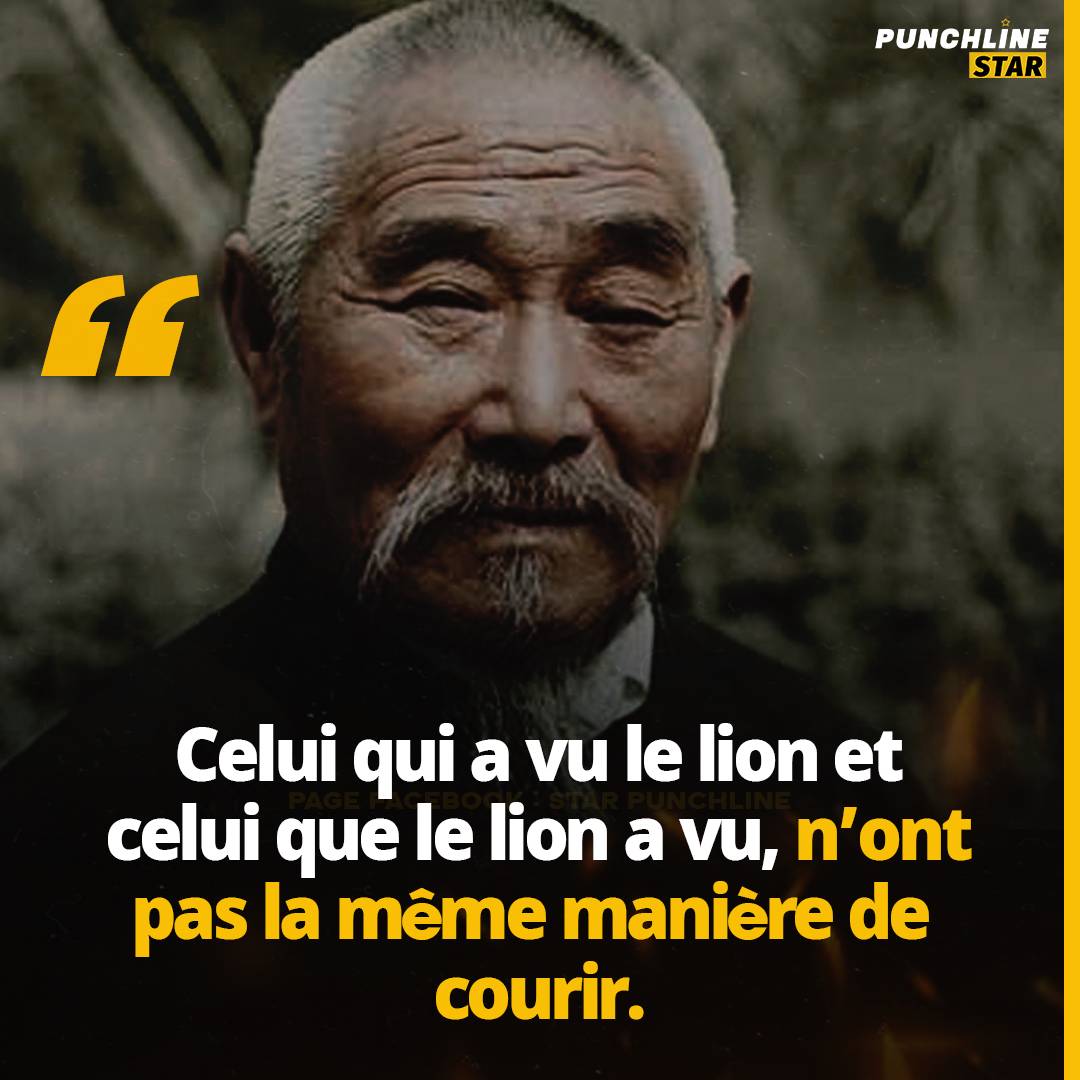 PUNCHLINE
STAR
“
Celui qui a vu le lion et
PAGE FACEBOOK : STAR PUNCHLINE
celui que le lion a vu, n’ont
pas la même manière de
courir.